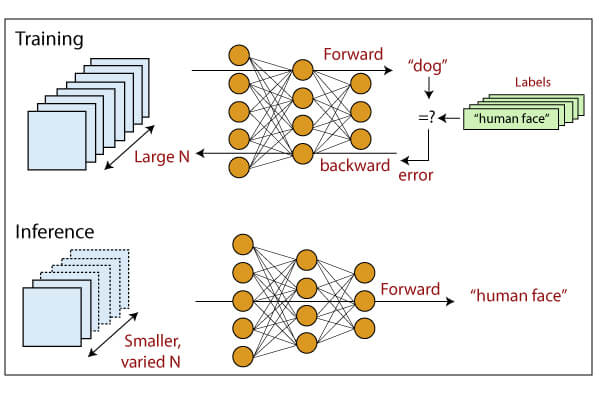 Training
Forward
“dog”
Labels
=?
“human face”
Large N
backward
error
Inference
Forward
“human face”
Smaller,
varied N